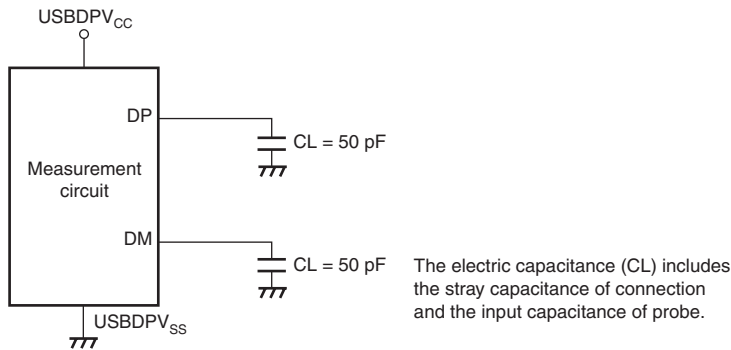 USBDPVCC
DP
CL = 50 pF
Measurement
circuit
DM
CL = 50 pF
The electric capacitance (CL) includes
the stray capacitance of connection
and the input capacitance of probe.
USBDPVSS